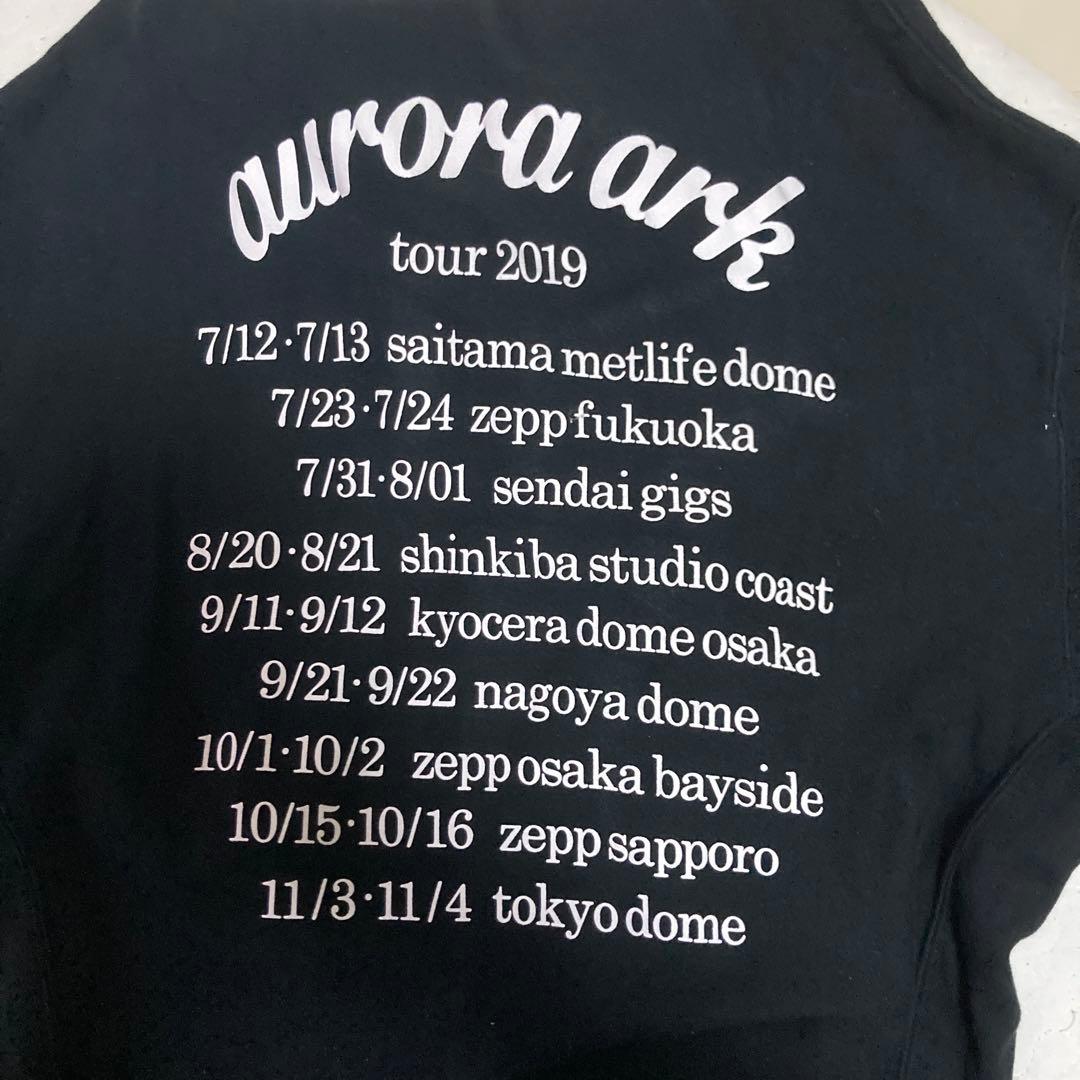 aurora ark
tour 2019
7/12·7/13 saitama metlife dome
7/23·7/24 zepp fukuoka
7/31·8/01 sendai gigs
8/20·8/21 shinkiba studio coast
9/11·9/12 kyocera dome osaka
9/21·9/22 nagoya dome
10/1·10/2 zepp osaka bayside
10/15·10/16 zepp sapporo
11/3·11/4 tokyo dome